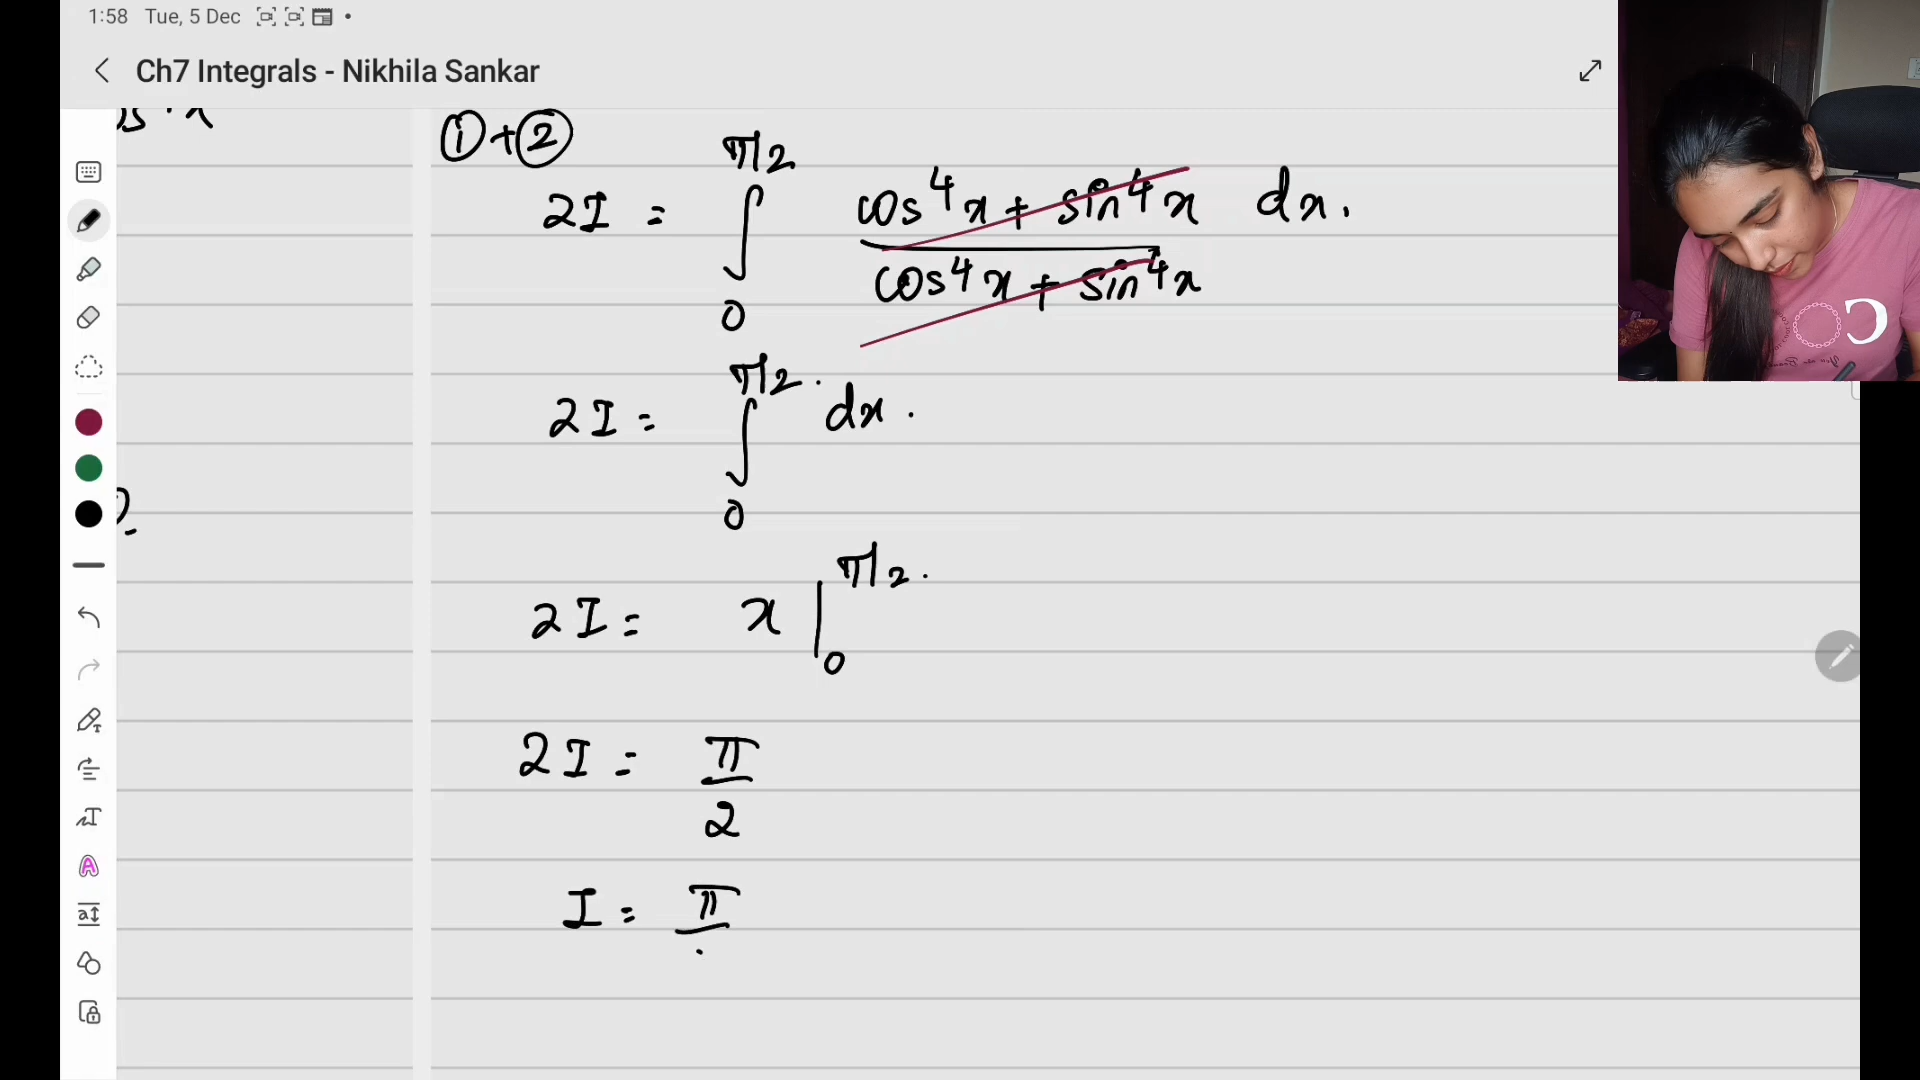 1:58 Tue, 5 Dec
Ch7 Integrals - Nikhila Sankar
① + ②
2I = ∫₀^π/2 cos⁴x + sin⁴x / cos⁴x + sin⁴x dx.
2I = ∫₀^π/2 dx.
2I = x |₀^π/2.
2I = π/2
I = π